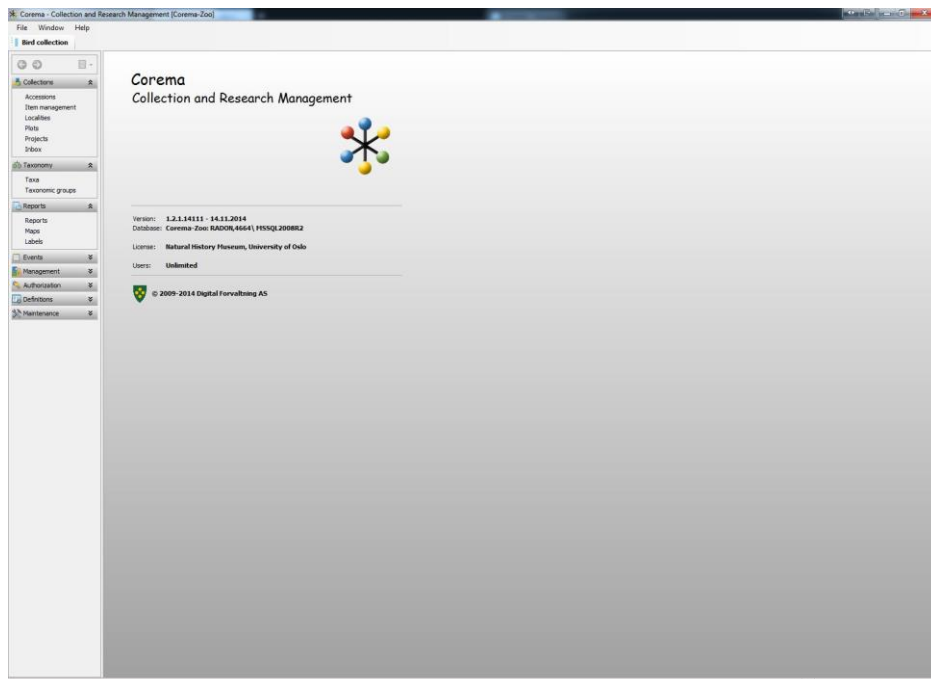 Corema - Collection and Research Management [Corema-Zoo]
File Window Help
Bird collection
Collections
Accessions
Item management
Localities
Plots
Projects
Inbox
Taxonomy
Taxa
Taxonomic groups
Reports
Reports
Maps
Labels
Events
Management
Authorization
Definitions
Maintenance
Corema
Collection and Research Management
Version: 1.2.1.14111 - 14.11.2014
Database: Corema-Zoo: RADON,4664\MSSQL2008R2
License: Natural History Museum, University of Oslo
Users: Unlimited
© 2009-2014 Digital Forvaltning AS